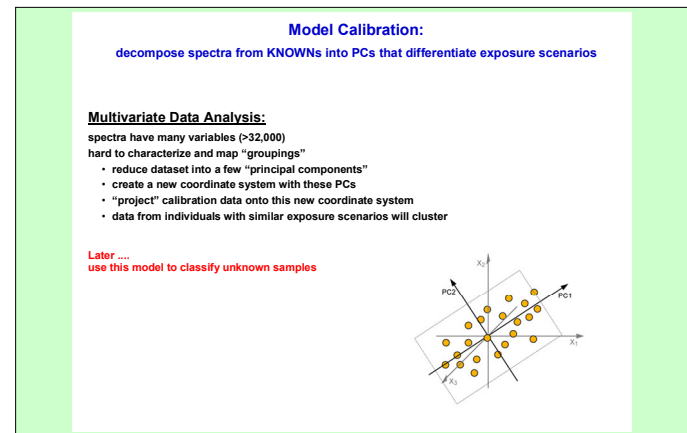 Model Calibration:
decompose spectra from KNOWNs into PCs that differentiate exposure scenarios
Multivariate Data Analysis:
spectra have many variables (>32,000)
hard to characterize and map “groupings”
• reduce dataset into a few “principal components”
• create a new coordinate system with these PCs
• “project” calibration data onto this new coordinate system
• data from individuals with similar exposure scenarios will cluster
Later ....
use this model to classify unknown samples
X2
PC2
PC1
X1
X3